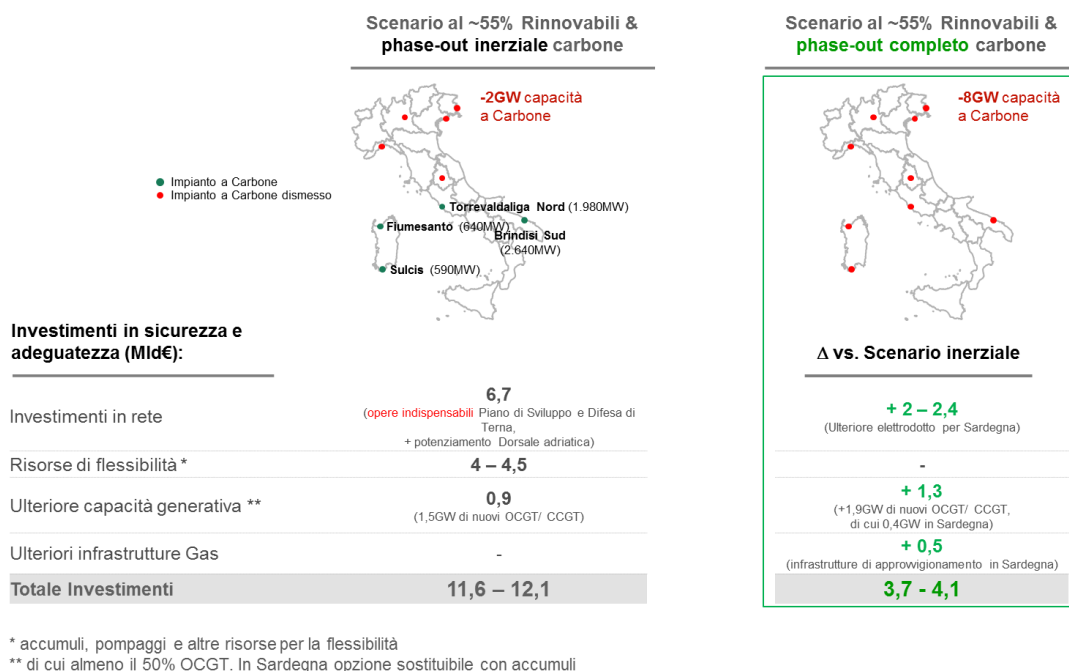 Scenario al ~55% Rinnovabili &
phase-out inerziale carbone
Scenario al ~55% Rinnovabili &
phase-out completo carbone
-2GW capacità
a Carbone
-8GW capacità
a Carbone
Impianto a Carbone
Impianto a Carbone dismesso
Torrevaldaliga Nord (1.980MW)
Fiumesanto (640MW)
Brindisi Sud
(2.640MW)
Sulcis (590MW)
Investimenti in sicurezza e
adeguatezza (Mld€):
Δ vs. Scenario inerziale
Investimenti in rete
6,7
(opere indispensabili Piano di Sviluppo e Difesa di
Terna,
+ potenziamento Dorsale adriatica)
+ 2 – 2,4
(Ulteriore elettrodotto per Sardegna)
Risorse di flessibilità *
4 – 4,5
-
Ulteriore capacità generativa **
0,9
(1,5GW di nuovi OCGT/ CCGT)
+ 1,3
(+1,9GW di nuovi OCGT/ CCGT,
di cui 0,4GW in Sardegna)
Ulteriori infrastrutture Gas
-
+ 0,5
(infrastrutture di approvvigionamento in Sardegna)
Totale Investimenti
11,6 – 12,1
3,7 - 4,1
* accumuli, pompaggi e altre risorse per la flessibilità
** di cui almeno il 50% OCGT. In Sardegna opzione sostituibile con accumuli